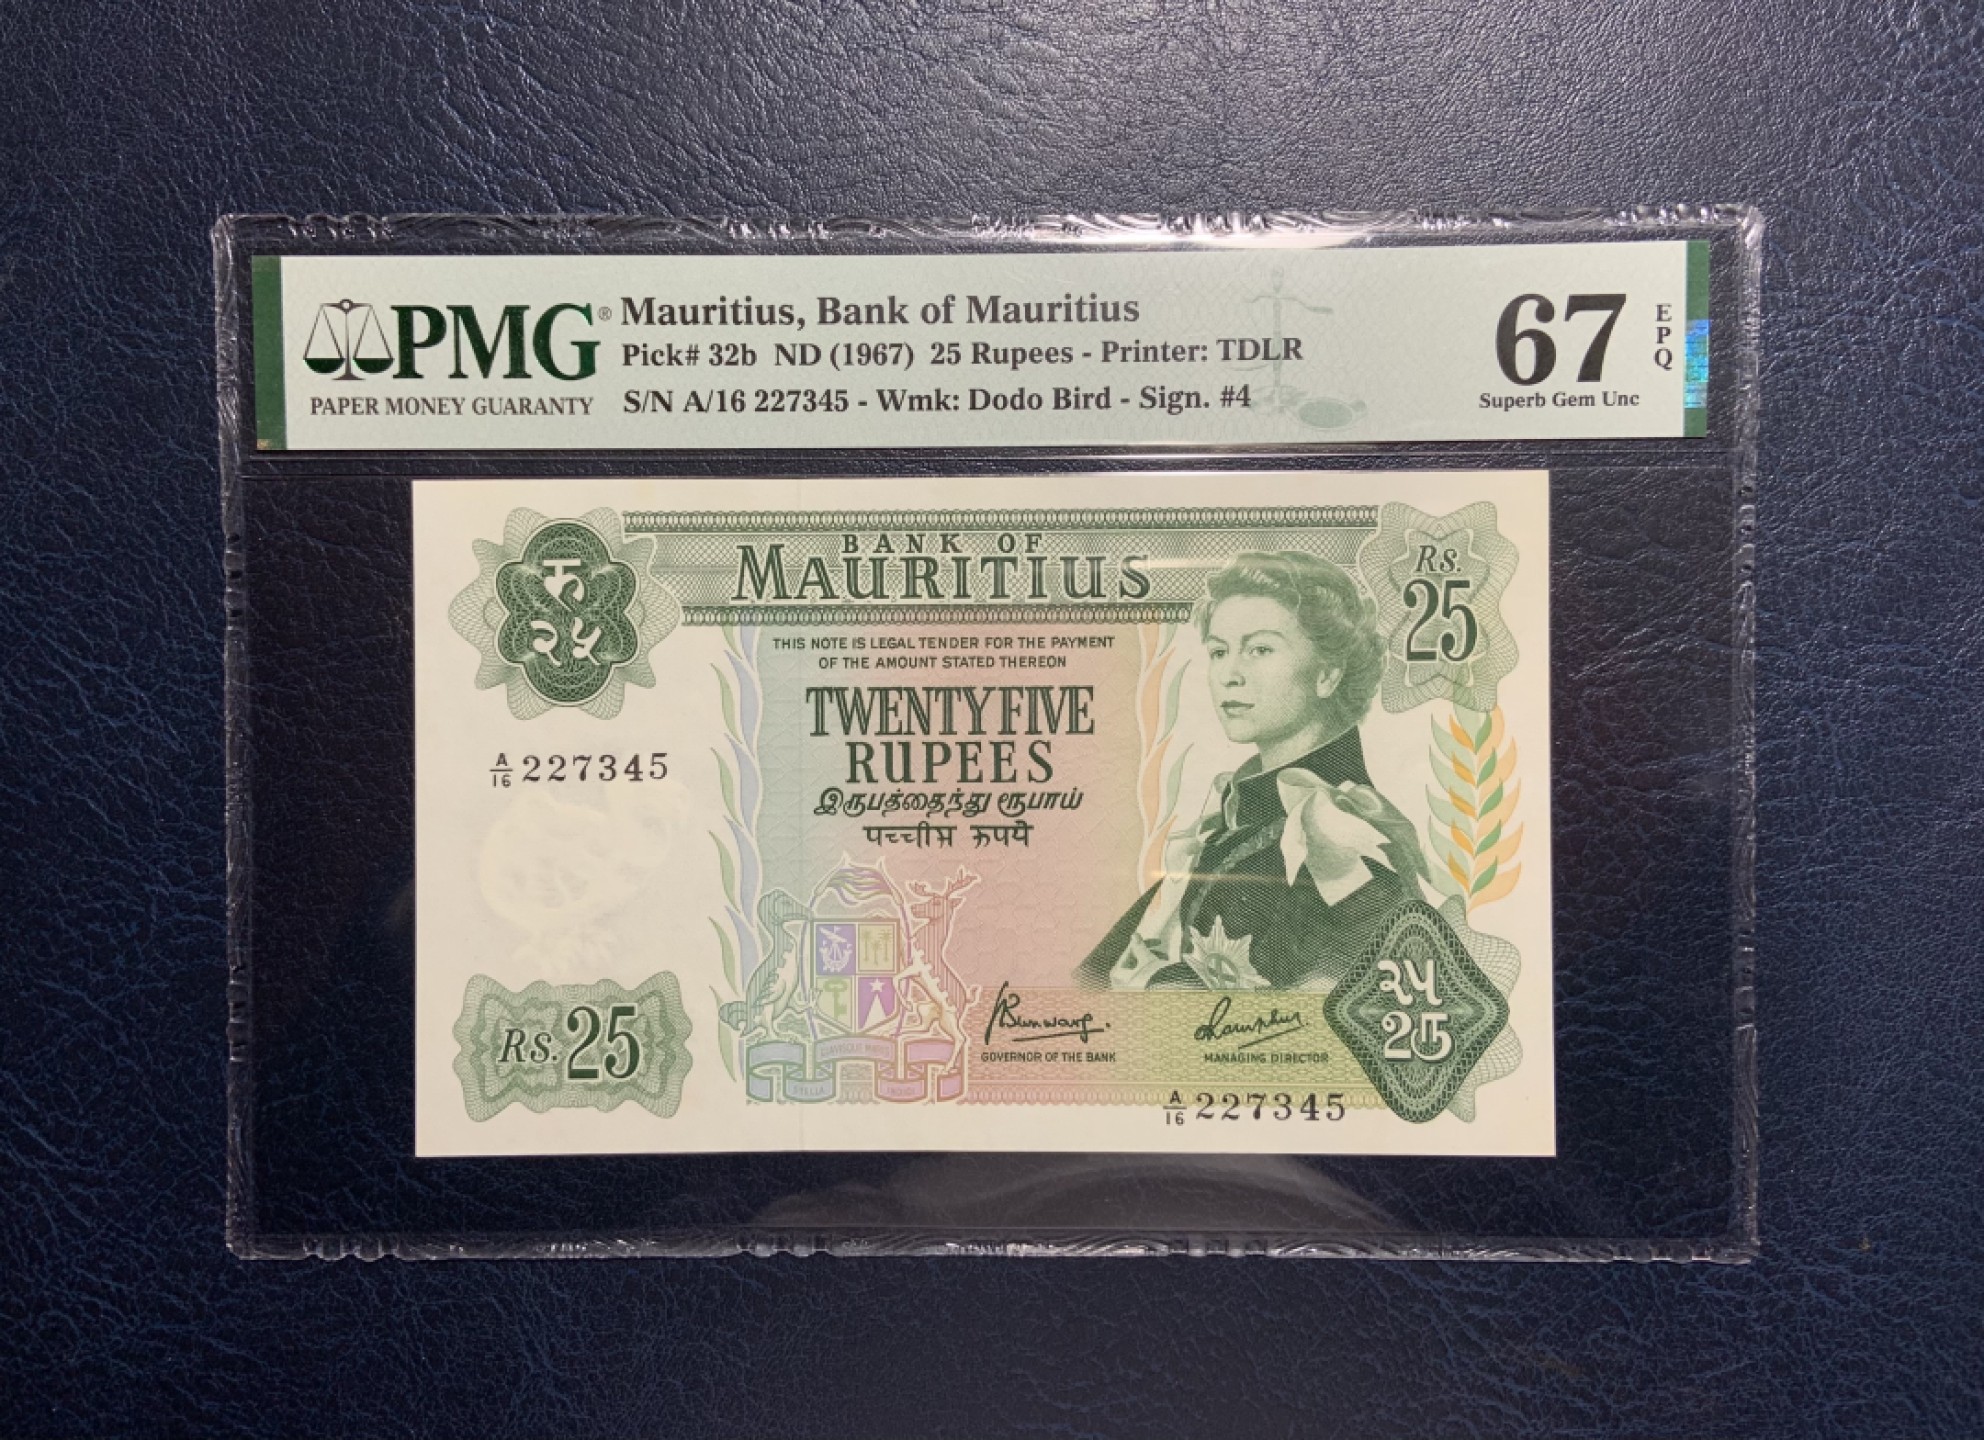 PMG® Mauritius, Bank of Mauritius
Pick# 32b ND (1967) 25 Rupees - Printer: TDLR
PAPER MONEY GUARANTY S/N A/16 227345 - Wmk: Dodo Bird - Sign. #4
67 EPQ
Superb Gem Unc
BANK OF
MAURITIUS
रु
२५
Rs.
25
THIS NOTE IS LEGAL TENDER FOR THE PAYMENT
OF THE AMOUNT STATED THEREON
TWENTY FIVE
RUPEES
இருபத்தைந்து ரூபாய்
पच्चीस रुपये
A/16 227345
Rs. 25
STELLA
GOVERNOR OF THE BANK
MANAGING DIRECTOR
A/16 227345